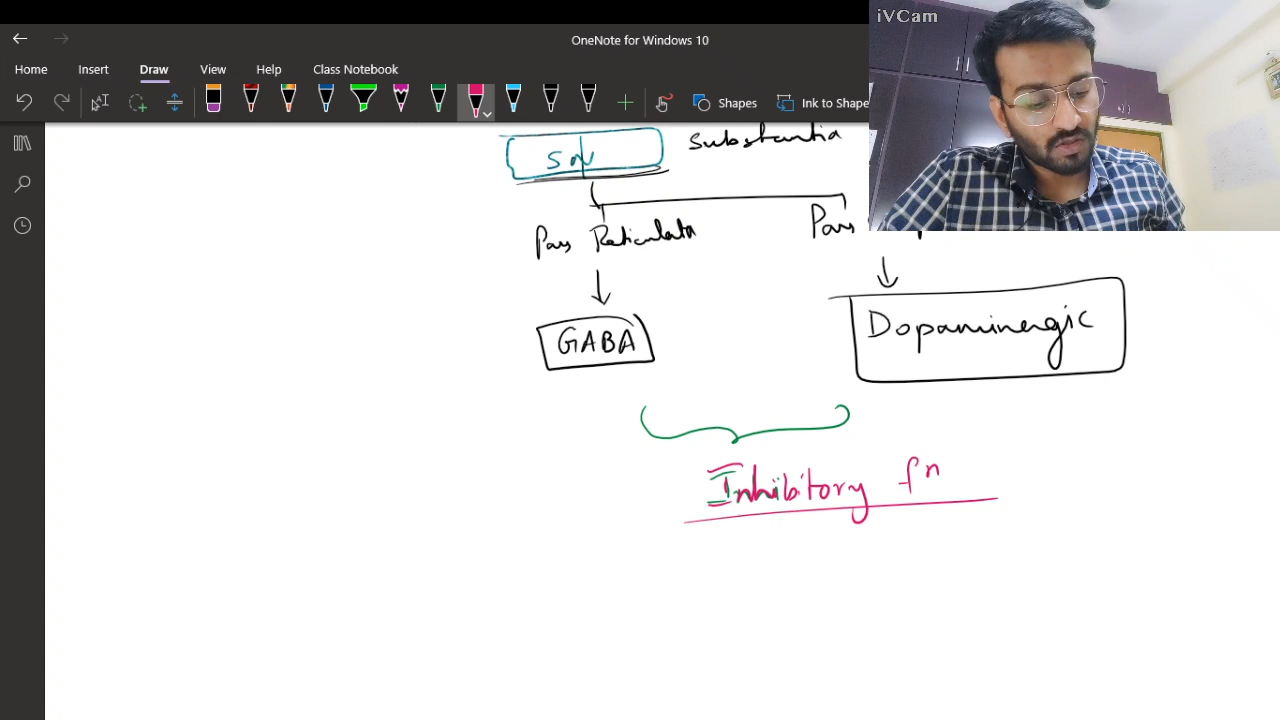 iVCam
OneNote for Windows 10
Home Insert Draw View Help Class Notebook
Shapes Ink to Shape
Substantia
Pars Reticulata Pars
GABA
Dopaminergic
Inhibitory fn